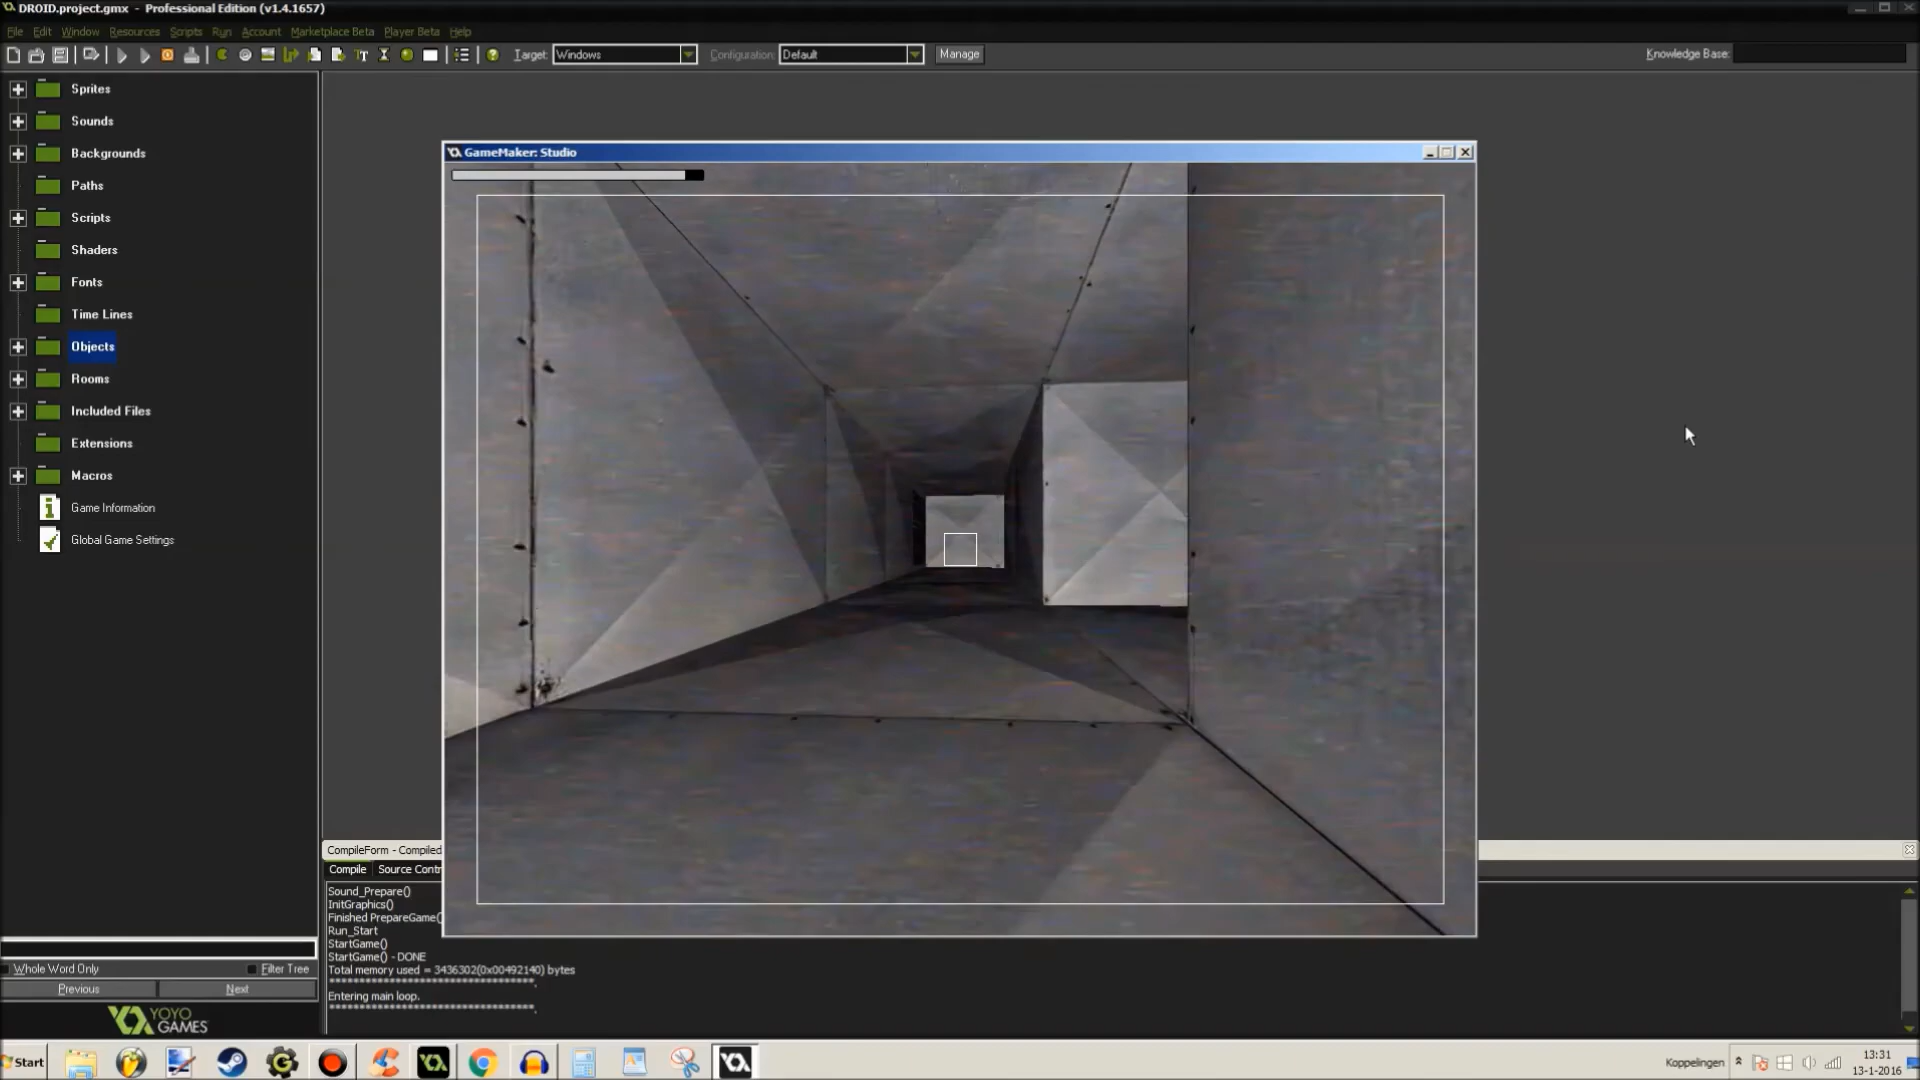 DROID.project.gmx - Professional Edition (v1.4.1657)
File Edit Window Resources Scripts Run Account Marketplace Beta Player Beta Help
Target: Windows Configuration: Default Manage Knowledge Base:
Sprites
Sounds
Backgrounds
Paths
Scripts
Shaders
Fonts
Time Lines
Objects
Rooms
Included Files
Extensions
Macros
Game Information
Global Game Settings
GameMaker: Studio
CompileForm - Compiled
Compile Source Contr
Sound_Prepare()
InitGraphics()
Finished PrepareGame()
Run_Start
StartGame()
StartGame() - DONE
Total memory used = 3436302(0x00492140) bytes
**********************************.
Entering main loop.
**********************************.
Whole Word Only Filter Tree
Previous Next
YOYO
GAMES
Start
Koppelingen
13:31
13-1-2016